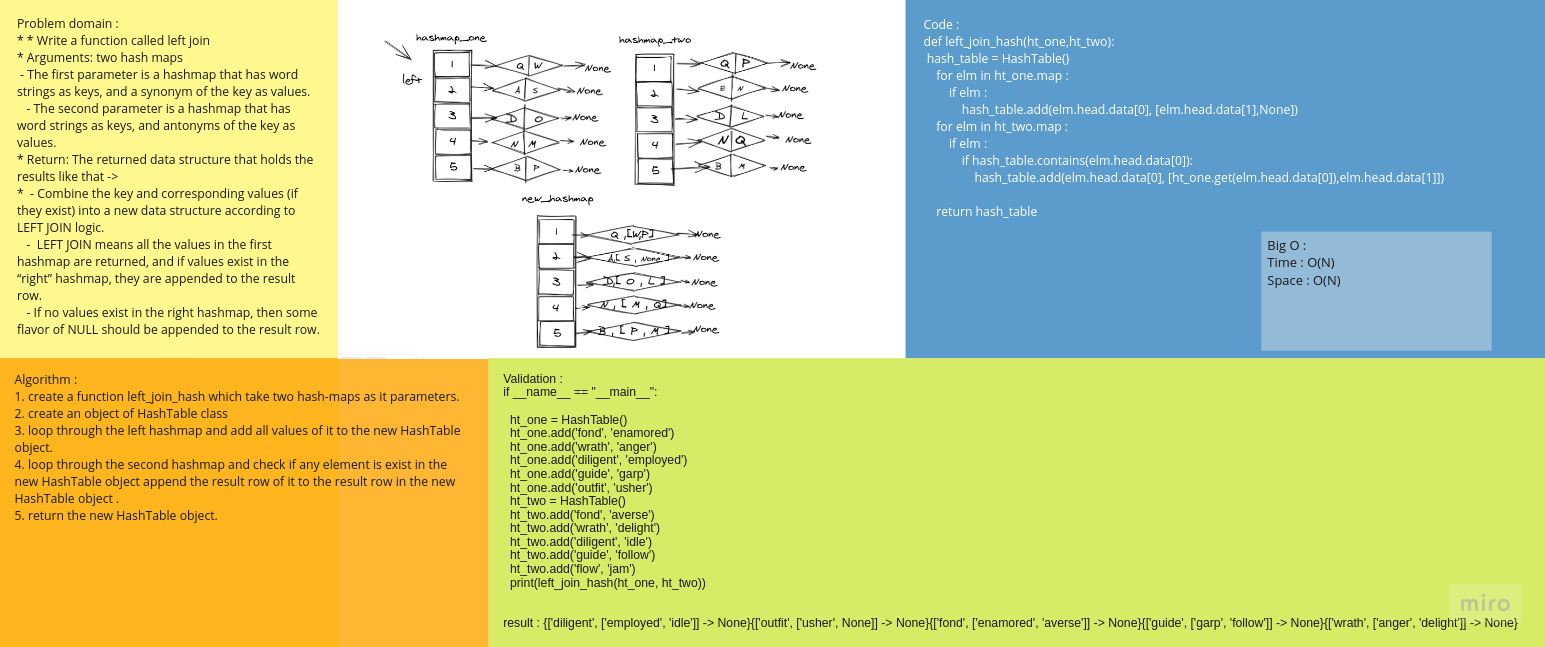 Problem domain :
* * Write a function called left join
* Arguments: two hash maps
- The first parameter is a hashmap that has word
strings as keys, and a synonym of the key as values.
- The second parameter is a hashmap that has
word strings as keys, and antonyms of the key as
values.
* Return: The returned data structure that holds the
results like that ->
*  - Combine the key and corresponding values (if
they exist) into a new data structure according to
LEFT JOIN logic.
-  LEFT JOIN means all the values in the first
hashmap are returned, and if values exist in the
“right” hashmap, they are appended to the result
row.
- If no values exist in the right hashmap, then some
flavor of NULL should be appended to the result row.
hashmap_one
left
1 Q W None
2 A S None
3 D O None
4 N M None
5 B P None
hashmap_two
1 Q P None
2 E N None
3 D L None
4 N Q None
5 B M None
new_hashmap
1 Q ,[W,P] None
2 A[ S , None ] None
3 D,[ O , L ] None
4 N , [ M , Q] None
5 B , [ P , M ] None
Code :
def left_join_hash(ht_one,ht_two):
hash_table = HashTable()
for elm in ht_one.map :
if elm :
hash_table.add(elm.head.data[0], [elm.head.data[1],None])
for elm in ht_two.map :
if elm :
if hash_table.contains(elm.head.data[0]):
hash_table.add(elm.head.data[0], [ht_one.get(elm.head.data[0]),elm.head.data[1]])
return hash_table
Big O :
Time : O(N)
Space : O(N)
Algorithm :
1. create a function left_join_hash which take two hash-maps as it parameters.
2. create an object of HashTable class
3. loop through the left hashmap and add all values of it to the new HashTable
object.
4. loop through the second hashmap and check if any element is exist in the
new HashTable object append the result row of it to the result row in the new
HashTable object .
5. return the new HashTable object.
Validation :
if __name__ == "__main__":
ht_one = HashTable()
ht_one.add('fond', 'enamored')
ht_one.add('wrath', 'anger')
ht_one.add('diligent', 'employed')
ht_one.add('guide', 'garp')
ht_one.add('outfit', 'usher')
ht_two = HashTable()
ht_two.add('fond', 'averse')
ht_two.add('wrath', 'delight')
ht_two.add('diligent', 'idle')
ht_two.add('guide', 'follow')
ht_two.add('flow', 'jam')
print(left_join_hash(ht_one, ht_two))
result : {['diligent', ['employed', 'idle']] -> None}{['outfit', ['usher', None]] -> None}{['fond', ['enamored', 'averse']] -> None}{['guide', ['garp', 'follow']] -> None}{['wrath', ['anger', 'delight']] -> None}
miro